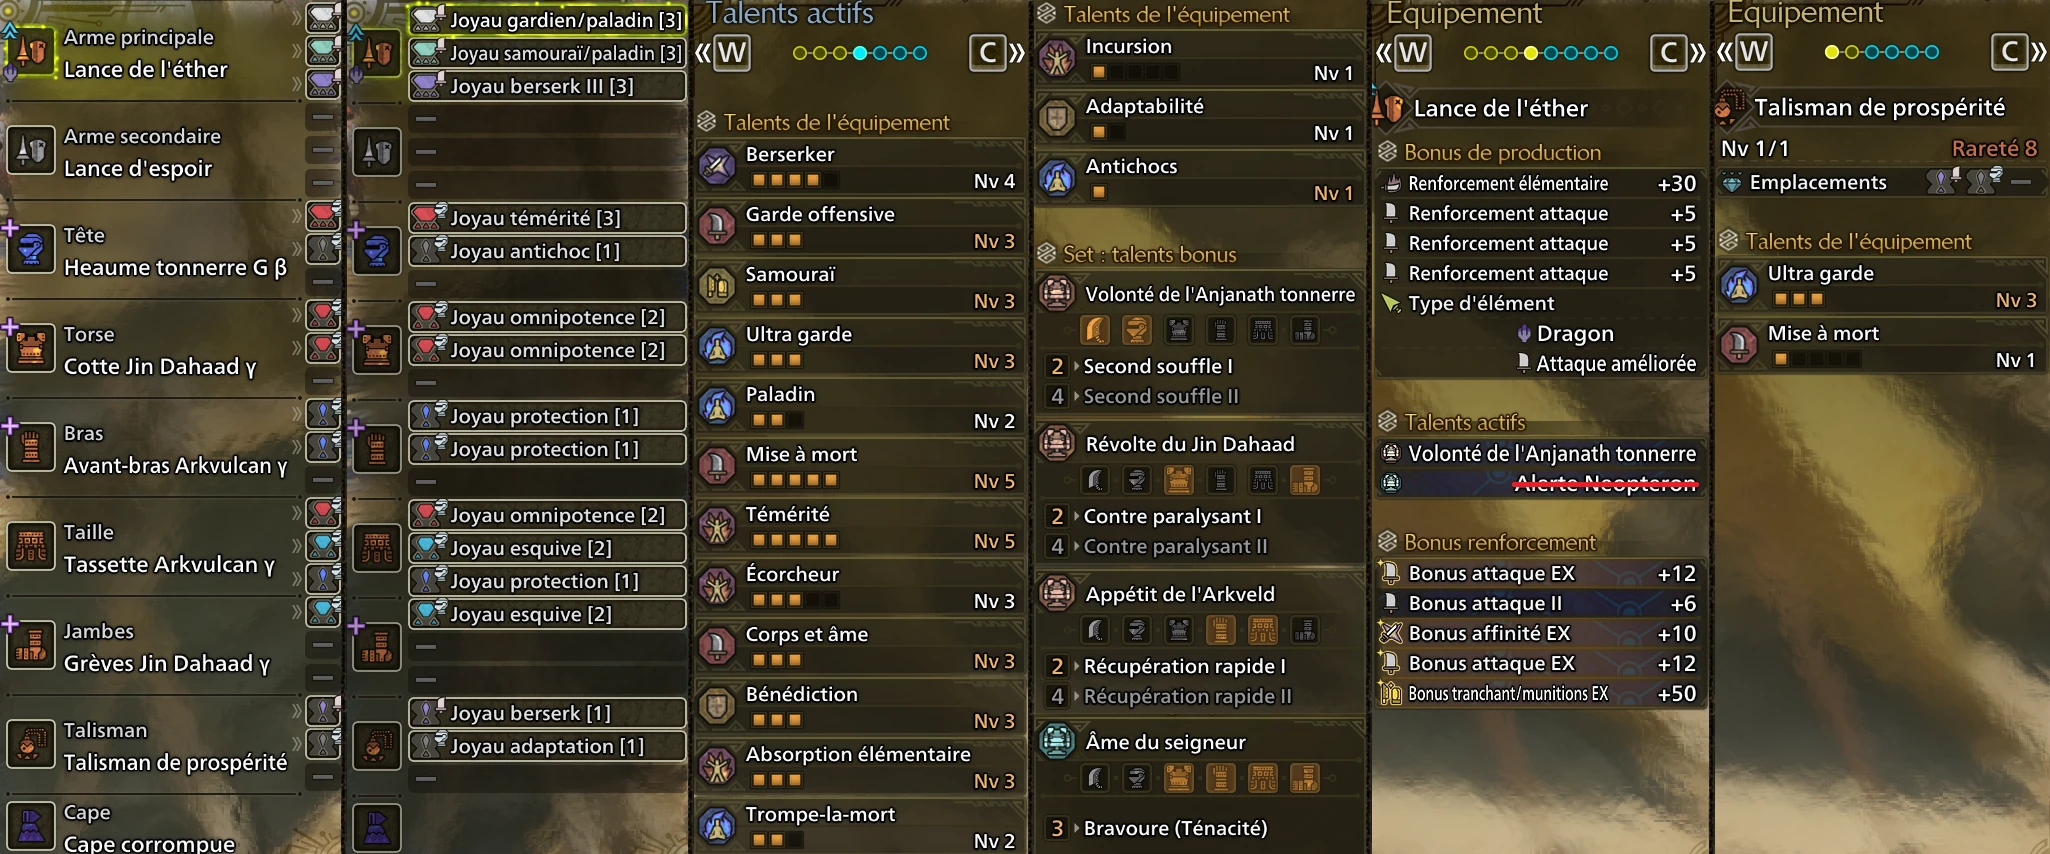 Arme principale
Lance de l'éther
Arme secondaire
Lance d'espoir
Tête
Heaume tonnerre G β
Torse
Cotte Jin Dahaad γ
Bras
Avant-bras Arkvulcan γ
Taille
Tassette Arkvulcan γ
Jambes
Grèves Jin Dahaad γ
Talisman
Talisman de prospérité
Cape
Cape corrompue
Joyau gardien/paladin [3]
Joyau samouraï/paladin [3]
Joyau berserk III [3]
Joyau témérité [3]
Joyau antichoc [1]
Joyau omnipotence [2]
Joyau omnipotence [2]
Joyau protection [1]
Joyau protection [1]
Joyau omnipotence [2]
Joyau esquive [2]
Joyau protection [1]
Joyau esquive [2]
Joyau berserk [1]
Joyau adaptation [1]
Talents actifs
« W C »
Talents de l'équipement
Berserker
Nv 4
Garde offensive
Nv 3
Samouraï
Nv 3
Ultra garde
Nv 3
Paladin
Nv 2
Mise à mort
Nv 5
Témérité
Nv 5
Écorcheur
Nv 3
Corps et âme
Nv 3
Bénédiction
Nv 3
Absorption élémentaire
Nv 3
Trompe-la-mort
Nv 2
Talents de l'équipement
Incursion
Nv 1
Adaptabilité
Nv 1
Antichocs
Nv 1
Set : talents bonus
Volonté de l'Anjanath tonnerre
2 Second souffle I
4 Second souffle II
Révolte du Jin Dahaad
2 Contre paralysant I
4 Contre paralysant II
Appétit de l'Arkveld
2 Récupération rapide I
4 Récupération rapide II
Âme du seigneur
3 Bravoure (Ténacité)
Equipement
« W C »
Lance de l'éther
Bonus de production
Renforcement élémentaire +30
Renforcement attaque +5
Renforcement attaque +5
Renforcement attaque +5
Type d'élément
Dragon
Attaque améliorée
Talents actifs
Volonté de l'Anjanath tonnerre
Alerte Neopteron
Bonus renforcement
Bonus attaque EX +12
Bonus attaque II +6
Bonus affinité EX +10
Bonus attaque EX +12
Bonus tranchant/munitions EX +50
Equipement
« W C »
Talisman de prospérité
Nv 1/1 Rareté 8
Emplacements
Talents de l'équipement
Ultra garde
Nv 3
Mise à mort
Nv 1